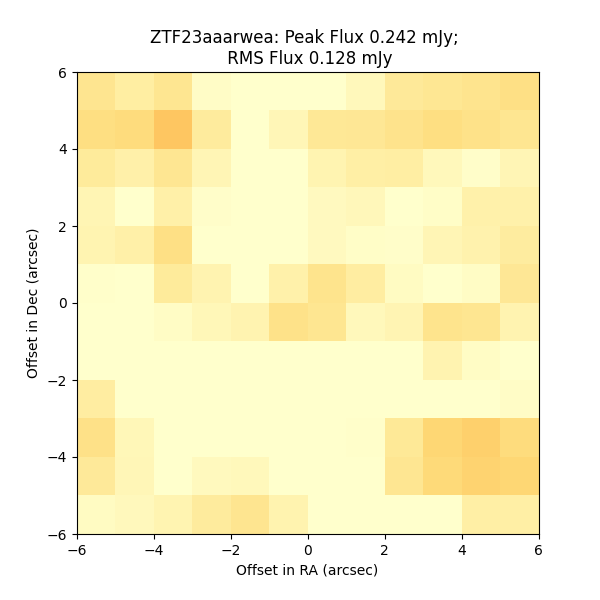 ZTF23aaarwea: Peak Flux 0.242 mJy;
RMS Flux 0.128 mJy
6
4
2
0
−2
−4
−6
Offset in Dec (arcsec)
−6 −4 −2 0 2 4 6
Offset in RA (arcsec)